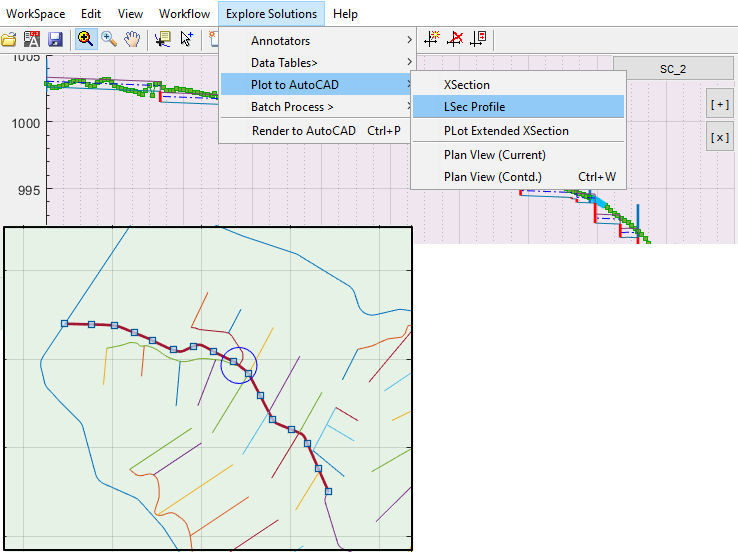 WorkSpace Edit View Workflow Explore Solutions Help
Annotators >
Data Tables> >
Plot to AutoCAD >
Batch Process > >
Render to AutoCAD Ctrl+P
XSection
LSec Profile
PLot Extended XSection
Plan VIew (Current)
Plan View (Contd.) Ctrl+W
SC_2
[+]
[x]
1005
1000
995